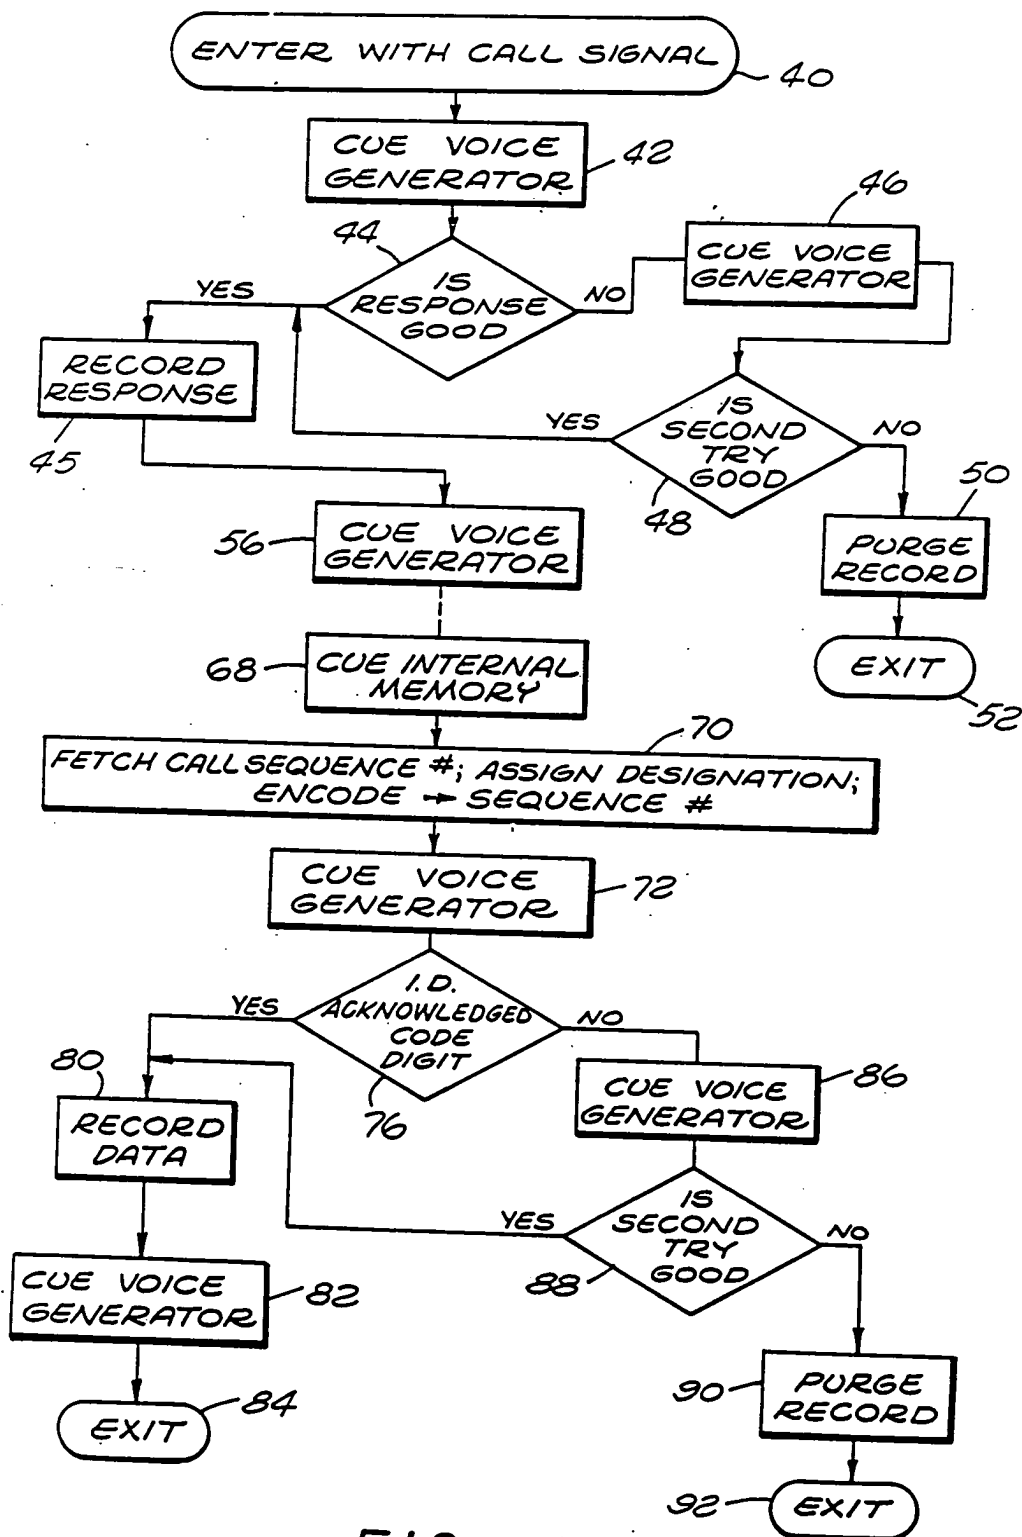 ENTER WITH CALL SIGNAL
40
CUE VOICE
GENERATOR
42
46
44
CUE VOICE
GENERATOR
IS
RESPONSE
GOOD
YES
NO
RECORD
RESPONSE
45
IS
SECOND
TRY
GOOD
YES
NO
48
50
PURGE
RECORD
56
CUE VOICE
GENERATOR
EXIT
52
68
CUE INTERNAL
MEMORY
70
FETCH CALL SEQUENCE #; ASSIGN DESIGNATION;
ENCODE → SEQUENCE #
CUE VOICE
GENERATOR
72
I.D.
ACKNOWLEDGED
CODE
DIGIT
YES
NO
76
80
RECORD
DATA
CUE VOICE
GENERATOR
86
IS
SECOND
TRY
GOOD
YES
NO
88
CUE VOICE
GENERATOR
82
90
PURGE
RECORD
EXIT
84
92
EXIT